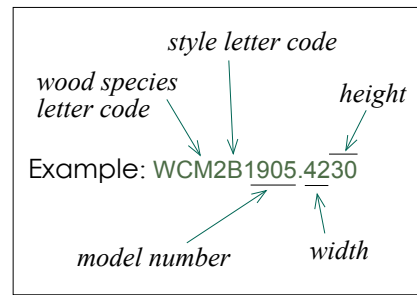 style letter code
wood species
letter code
height
Example: WCM2B1905.4230
model number
width